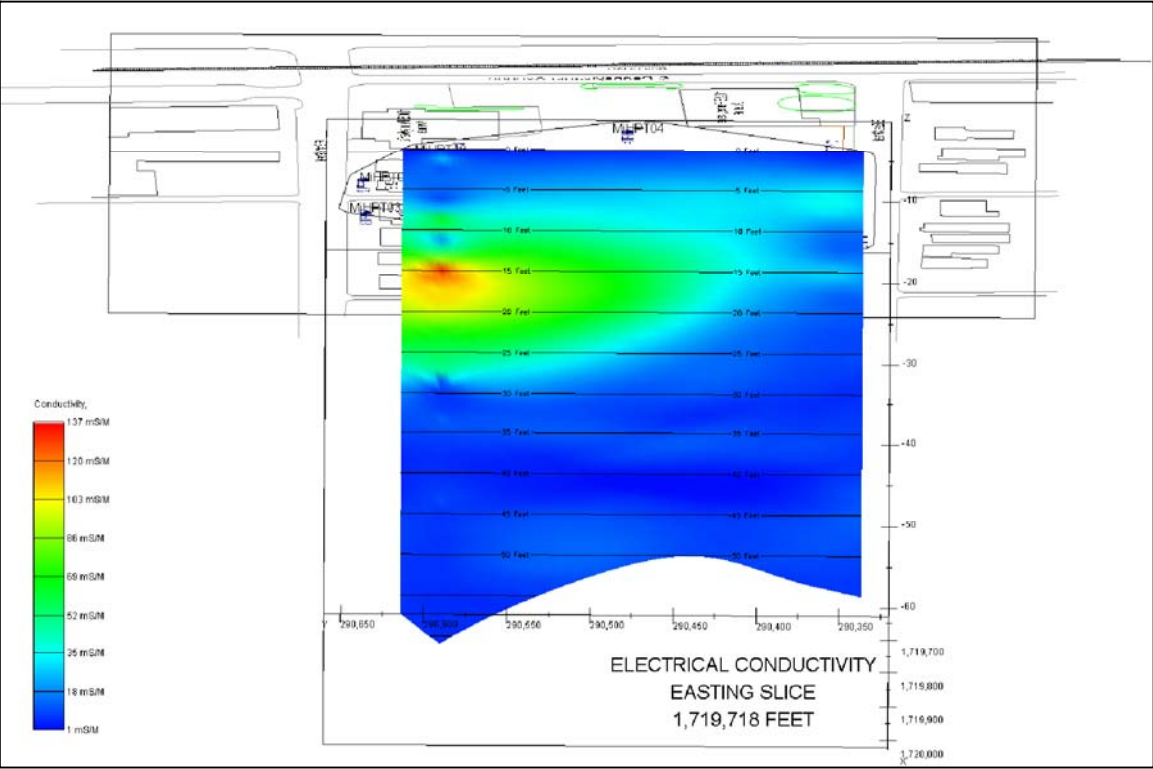 MiHPT04
Z
0 Feet
0 Feet
-5 Feet
-5 Feet
MiHPT03
-10
10 Feet
10 Feet
15 Feet
15 Feet
-20
20 Feet
20 Feet
25 Feet
25 Feet
-30
30 Feet
30 Feet
35 Feet
35 Feet
-40
40 Feet
40 Feet
45 Feet
45 Feet
-50
50 Feet
50 Feet
-60
Y
290,650
290,600
290,550
290,500
290,450
290,400
290,350
Conductivity,
137 mS/M
120 mS/M
103 mS/M
86 mS/M
69 mS/M
52 mS/M
35 mS/M
18 mS/M
1 mS/M
1,719,700
1,719,800
1,719,900
1,720,000
X
ELECTRICAL CONDUCTIVITY
EASTING SLICE
1,719,718 FEET